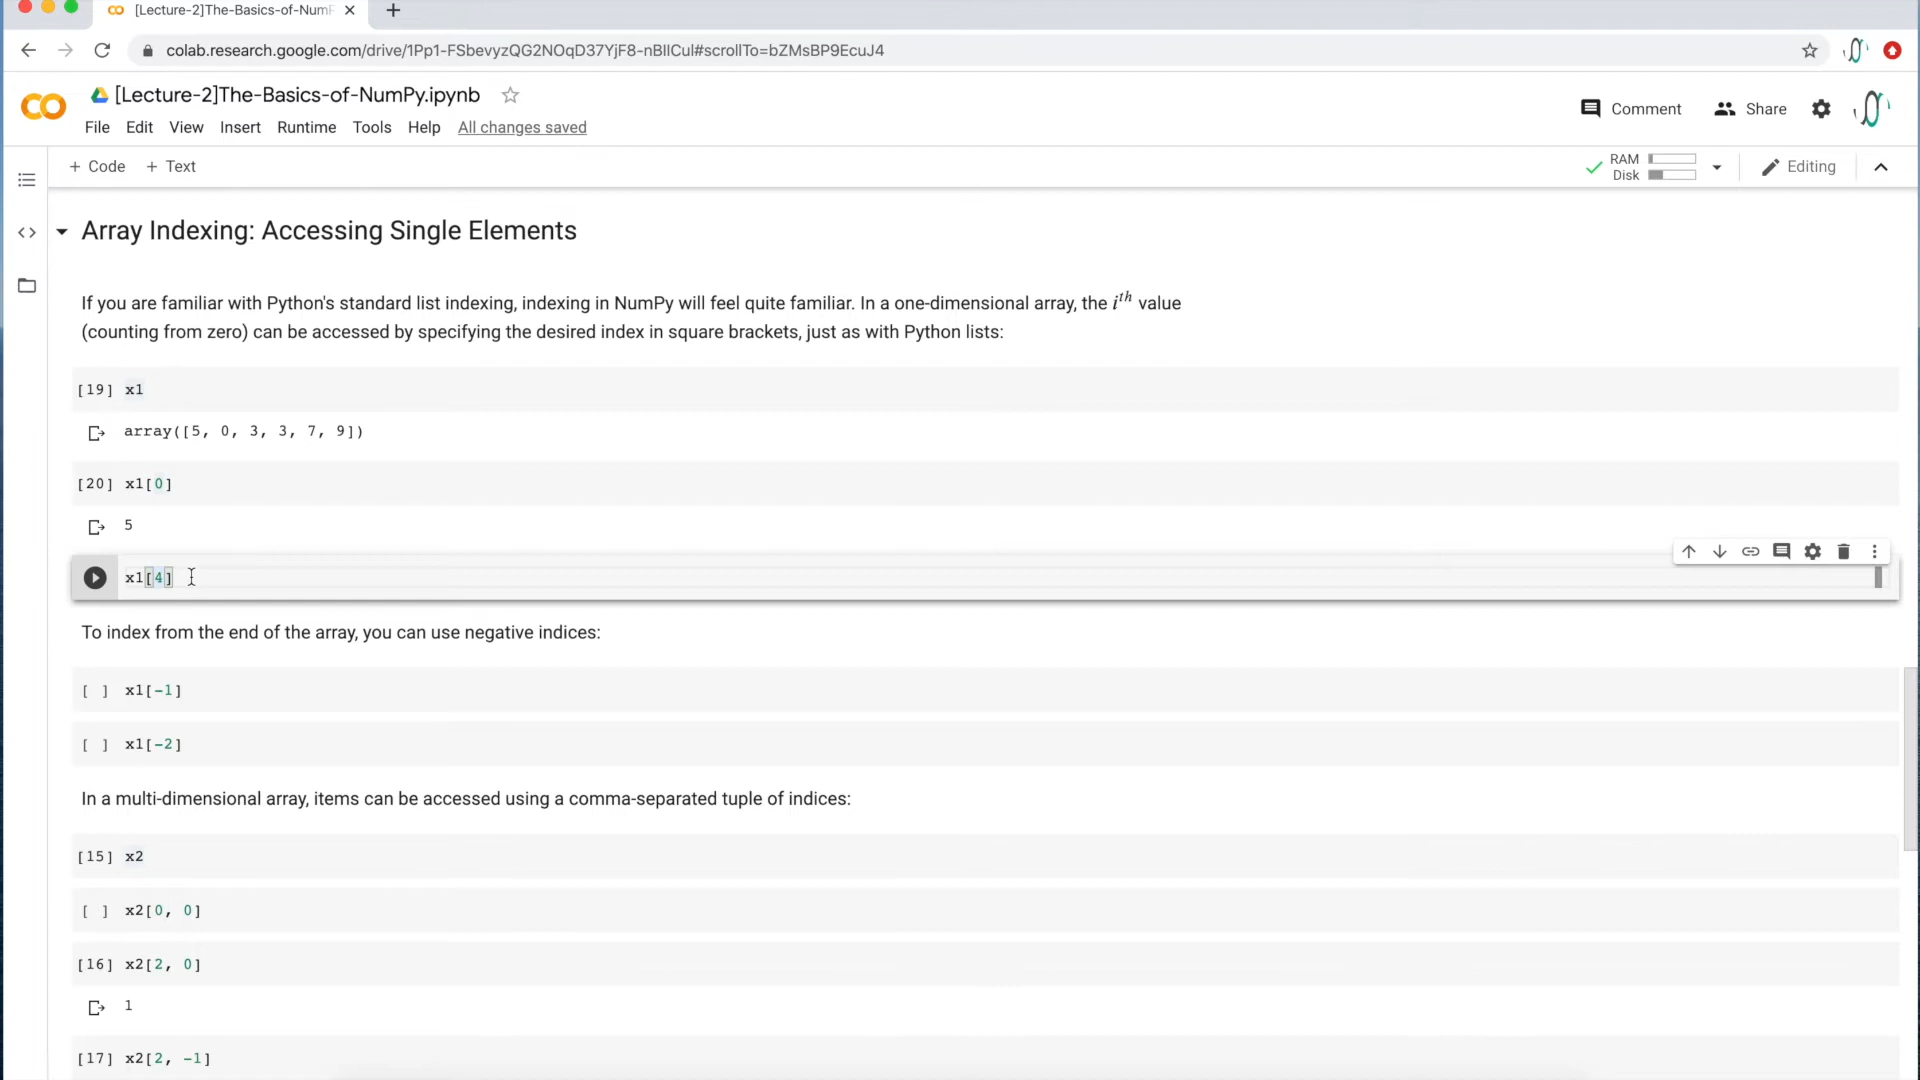 [Lecture-2]The-Basics-of-NumP
colab.research.google.com/drive/1Pp1-FSbevyzQG2NOqD37YjF8-nBIlCul#scrollTo=bZMsBP9EcuJ4
[Lecture-2]The-Basics-of-NumPy.ipynb
Comment Share
File Edit View Insert Runtime Tools Help All changes saved
+ Code + Text
RAM
Disk
Editing
Array Indexing: Accessing Single Elements
If you are familiar with Python's standard list indexing, indexing in NumPy will feel quite familiar. In a one-dimensional array, the i^th value
(counting from zero) can be accessed by specifying the desired index in square brackets, just as with Python lists:
[19] x1
array([5, 0, 3, 3, 7, 9])
[20] x1[0]
5
x1[4]
To index from the end of the array, you can use negative indices:
[ ] x1[-1]
[ ] x1[-2]
In a multi-dimensional array, items can be accessed using a comma-separated tuple of indices:
[15] x2
[ ] x2[0, 0]
[16] x2[2, 0]
1
[17] x2[2, -1]